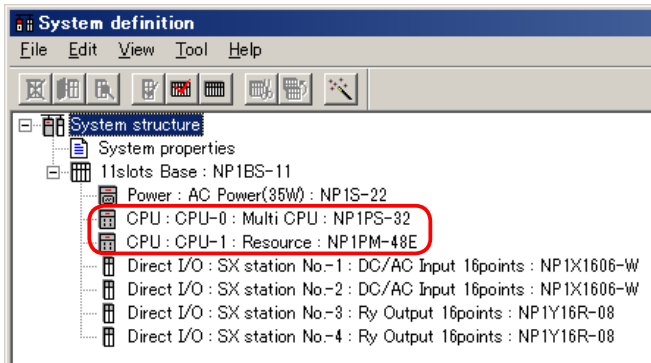 System definition
File Edit View Tool Help
System structure
System properties
11slots Base : NP1BS-11
Power : AC Power(35W) : NP1S-22
CPU : CPU-0 : Multi CPU : NP1PS-32
CPU : CPU-1 : Resource : NP1PM-48E
Direct I/O : SX station No.-1 : DC/AC Input 16points : NP1X1606-W
Direct I/O : SX station No.-2 : DC/AC Input 16points : NP1X1606-W
Direct I/O : SX station No.-3 : Ry Output 16points : NP1Y16R-08
Direct I/O : SX station No.-4 : Ry Output 16points : NP1Y16R-08